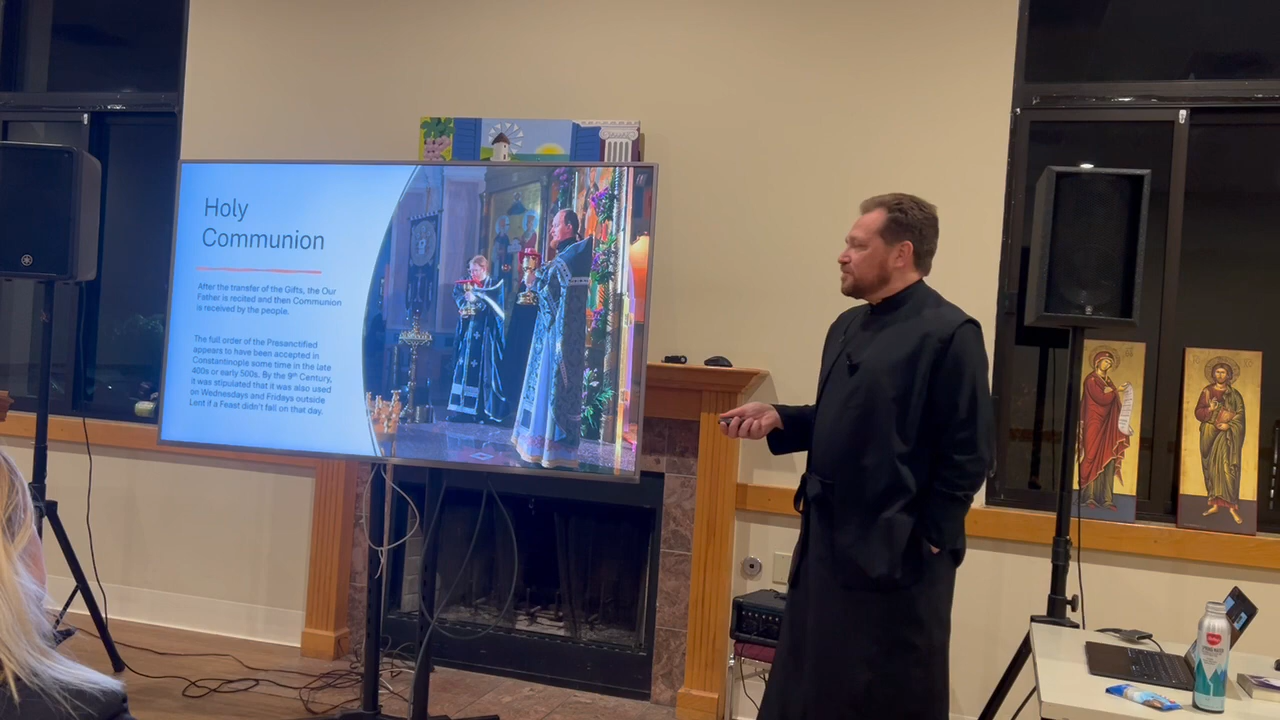 Holy
Communion
After the transfer of the Gifts, the Our
Father is recited and then Communion
is received by the people.
The full order of the Presanctified
appears to have been accepted in
Constantinople some time in the late
400s or early 500s. By the 9th Century,
it was stipulated that it was also used
on Wednesdays and Fridays outside
Lent if a Feast didn't fall on that day.